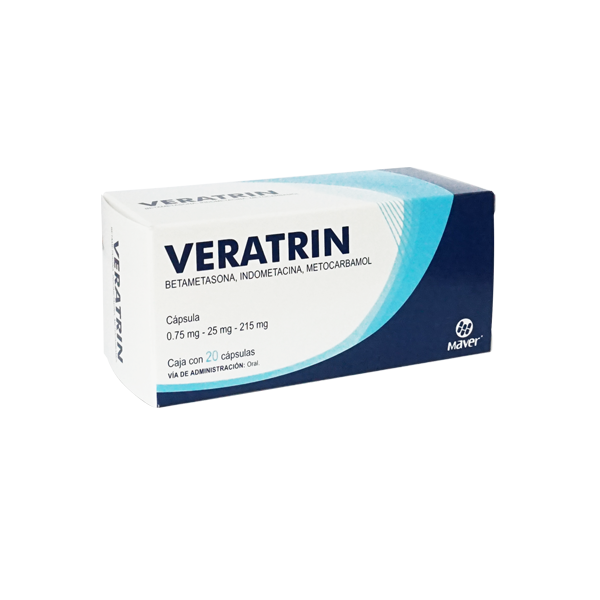 VERATRIN
VERATRIN
VERATRIN
BETAMETASONA, INDOMETACINA, METOCARBAMOL
Cápsula
0.75 mg - 25 mg - 215 mg
Caja con 20 cápsulas
VÍA DE ADMINISTRACIÓN: Oral.
Maver